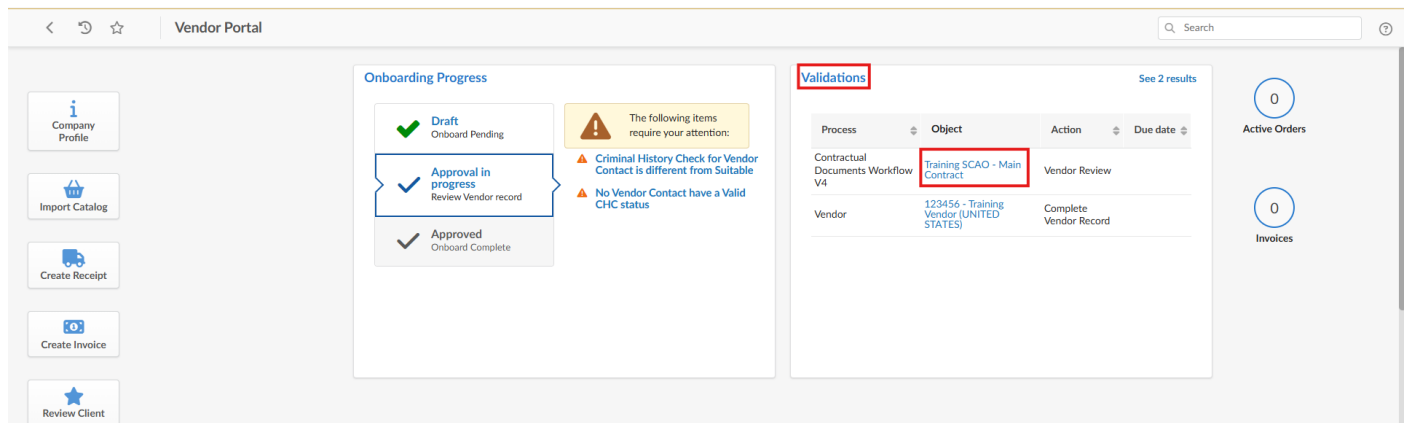 Vendor Portal
Search
Company
Profile
Import Catalog
Create Receipt
Create Invoice
Review Client
Onboarding Progress
Draft
Onboard Pending
Approval in
progress
Review Vendor record
Approved
Onboard Complete
The following items
require your attention:
Criminal History Check for Vendor
Contact is different from Suitable
No Vendor Contact have a Valid
CHC status
Validations
See 2 results
Process Object Action Due date
Contractual
Documents Workflow
V4
Training SCAO - Main
Contract
Vendor Review
Vendor
123456 - Training
Vendor (UNITED
STATES)
Complete
Vendor Record
0
Active Orders
0
Invoices